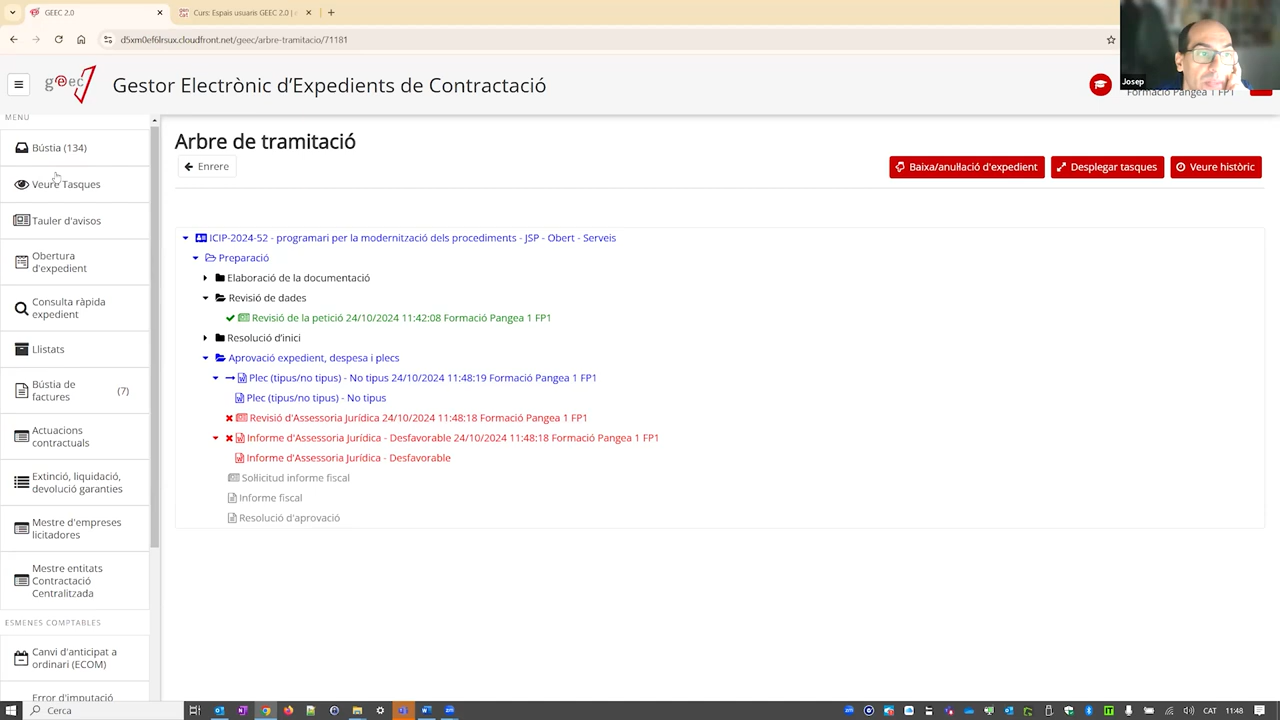 GEEC 2.0
Curs: Espais usuaris GEEC 2.0 |
d5xm0ef6lrsux.cloudfront.net/geec/arbre-tramitacio/71181
Josep
geec
Gestor Electrònic d'Expedients de Contractació
Formació Pangea 1 FP1
MENÚ
Bústia (134)
Veure Tasques
Tauler d'avisos
Obertura
d'expedient
Consulta ràpida
expedient
Llistats
Bústia de
factures
(7)
Actuacions
contractuals
Extinció, liquidació,
devolució garanties
Mestre d'empreses
licitadores
Mestre entitats
Contractació
Centralitzada
ESMENES COMPTABLES
Canvi d'anticipat a
ordinari (ECOM)
Error d'imputació
Arbre de tramitació
Enrere
Baixa/anul·lació d'expedient
Desplegar tasques
Veure històric
ICIP-2024-52 - programari per la modernització dels procediments - JSP - Obert - Serveis
Preparació
Elaboració de la documentació
Revisió de dades
Revisió de la petició 24/10/2024 11:42:08 Formació Pangea 1 FP1
Resolució d'inici
Aprovació expedient, despesa i plecs
Plec (tipus/no tipus) - No tipus 24/10/2024 11:48:19 Formació Pangea 1 FP1
Plec (tipus/no tipus) - No tipus
Revisió d'Assessoria Jurídica 24/10/2024 11:48:18 Formació Pangea 1 FP1
Informe d'Assessoria Jurídica - Desfavorable 24/10/2024 11:48:18 Formació Pangea 1 FP1
Informe d'Assessoria Jurídica - Desfavorable
Sol·licitud informe fiscal
Informe fiscal
Resolució d'aprovació
Cerca
CAT
11:48